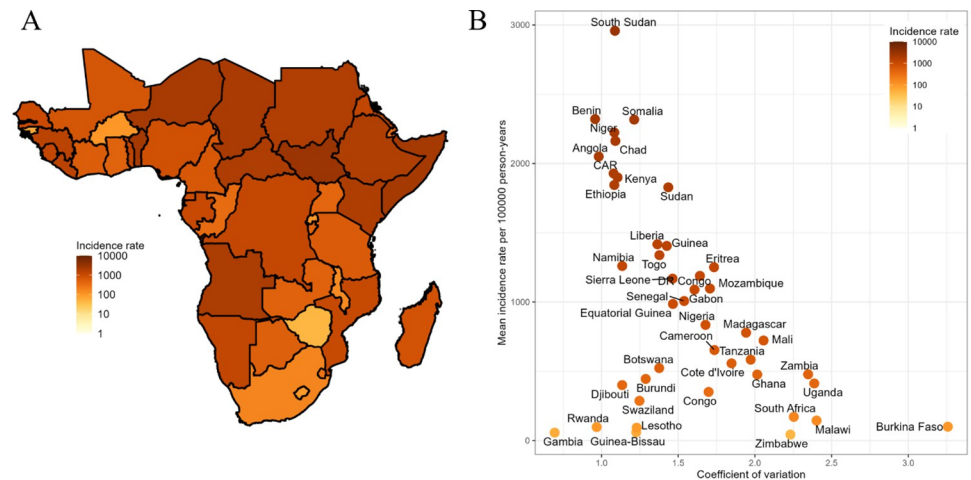 A
Incidence rate
10000
1000
100
10
1
B
Mean incidence rate per 100000 person-years
3000
2000
1000
0
1.0
1.5
2.0
2.5
3.0
Coefficient of variation
Incidence rate
10000
1000
100
10
1
South Sudan
Benin
Somalia
Niger
Chad
Angola
CAR
Kenya
Ethiopia
Sudan
Liberia
Guinea
Togo
Namibia
Eritrea
Sierra Leone
DR Congo
Mozambique
Senegal
Gabon
Equatorial Guinea
Nigeria
Madagascar
Cameroon
Mali
Tanzania
Botswana
Cote d'Ivoire
Zambia
Burundi
Ghana
Uganda
Djibouti
Congo
Swaziland
South Africa
Rwanda
Lesotho
Malawi
Burkina Faso
Gambia
Guinea-Bissau
Zimbabwe